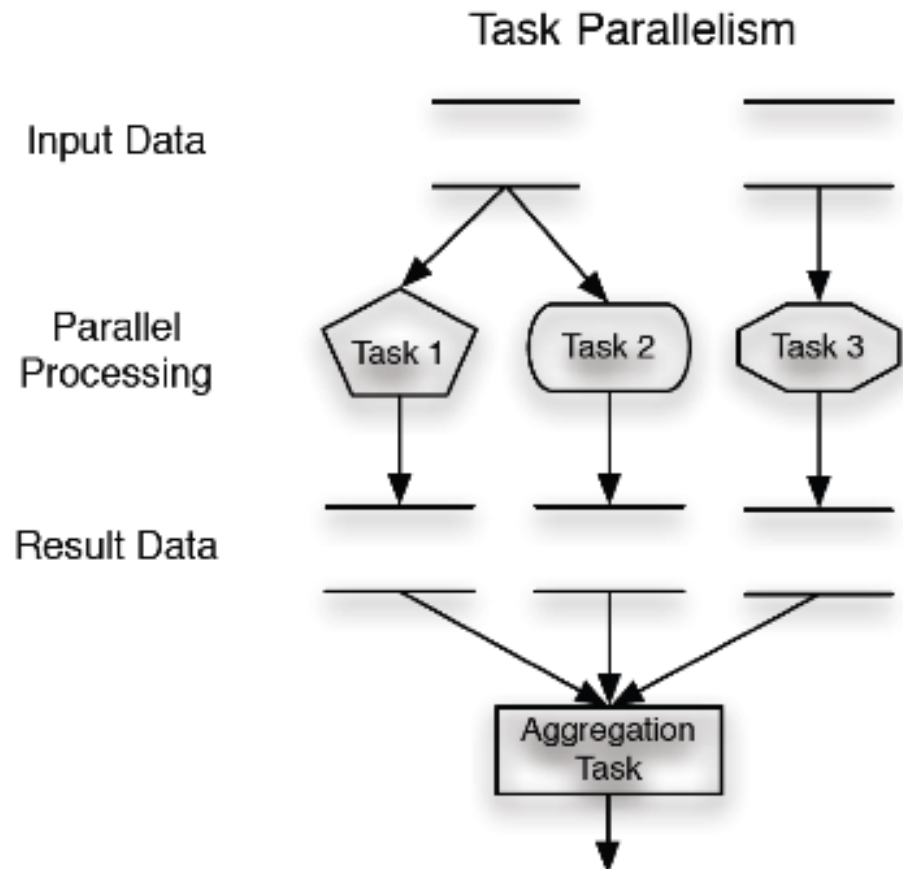 Task Parallelism
Input Data
Parallel
Processing
Task 1
Task 2
Task 3
Result Data
Aggregation
Task